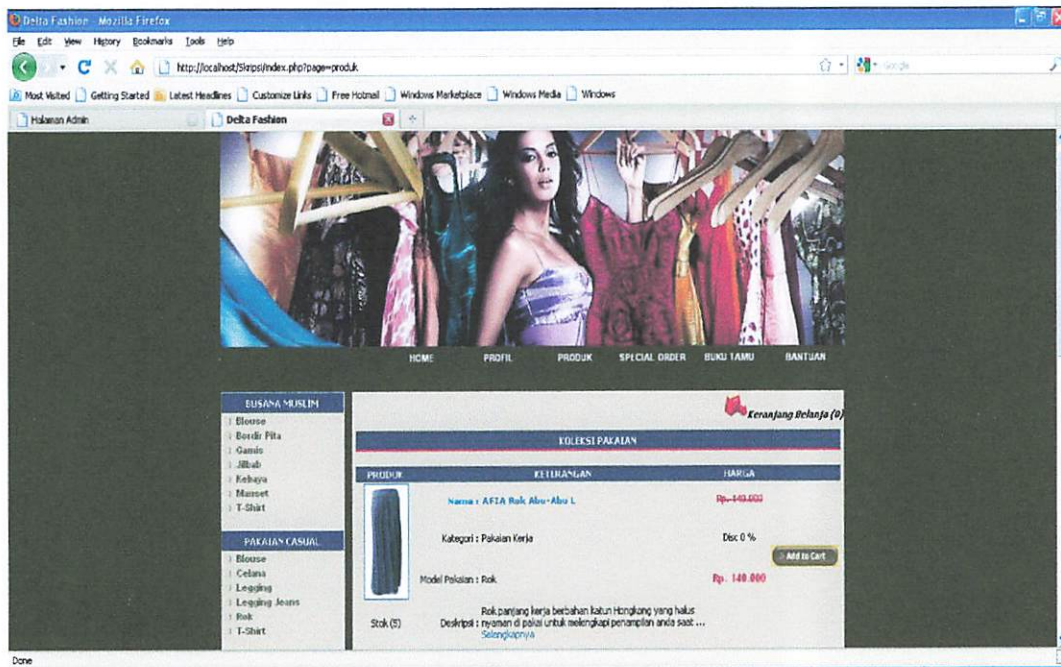 Delta Fashion - Mozilla Firefox
File Edit View History Bookmarks Tools Help
http://localhost/Skripsi/index.php?page=produk
Google
Most Visited Getting Started Latest Headlines Customize Links Free Hotmail Windows Marketplace Windows Media Windows
Halaman Admin Delta Fashion
HOME PROFIL PRODUK SPECIAL ORDER BUKU TAMU BANTUAN
BUSANA MUSLIM
Blouse
Bordir Pita
Gamis
Jilbab
Kebaya
Manset
T-Shirt
PAKAIAN CASUAL
Blouse
Celana
Legging
Legging Jeans
Rok
T-Shirt
Keranjang Belanja (0)
KOLEKSI PAKAIAN
PRODUK KETERANGAN HARGA
Nama : AFIA Rok Abu-Abu L Rp. 140.000
Kategori : Pakaian Kerja Disc 0 %
Add to Cart
Model Pakaian : Rok Rp. 140.000
Stok (5) Deskripsi : Rok panjang kerja berbahan katun Hongkong yang halus
nyaman di pakai untuk melengkapi penampilan anda saat ...
Selengkapnya
Done